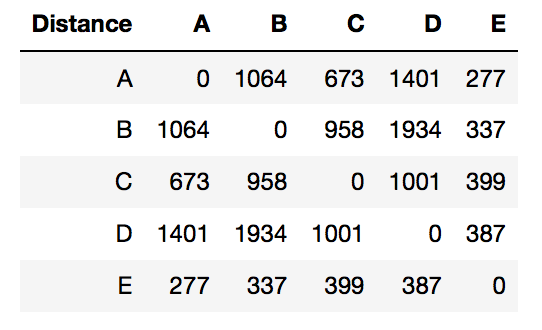 Distance A B C D E
A 0 1064 673 1401 277
B 1064 0 958 1934 337
C 673 958 0 1001 399
D 1401 1934 1001 0 387
E 277 337 399 387 0